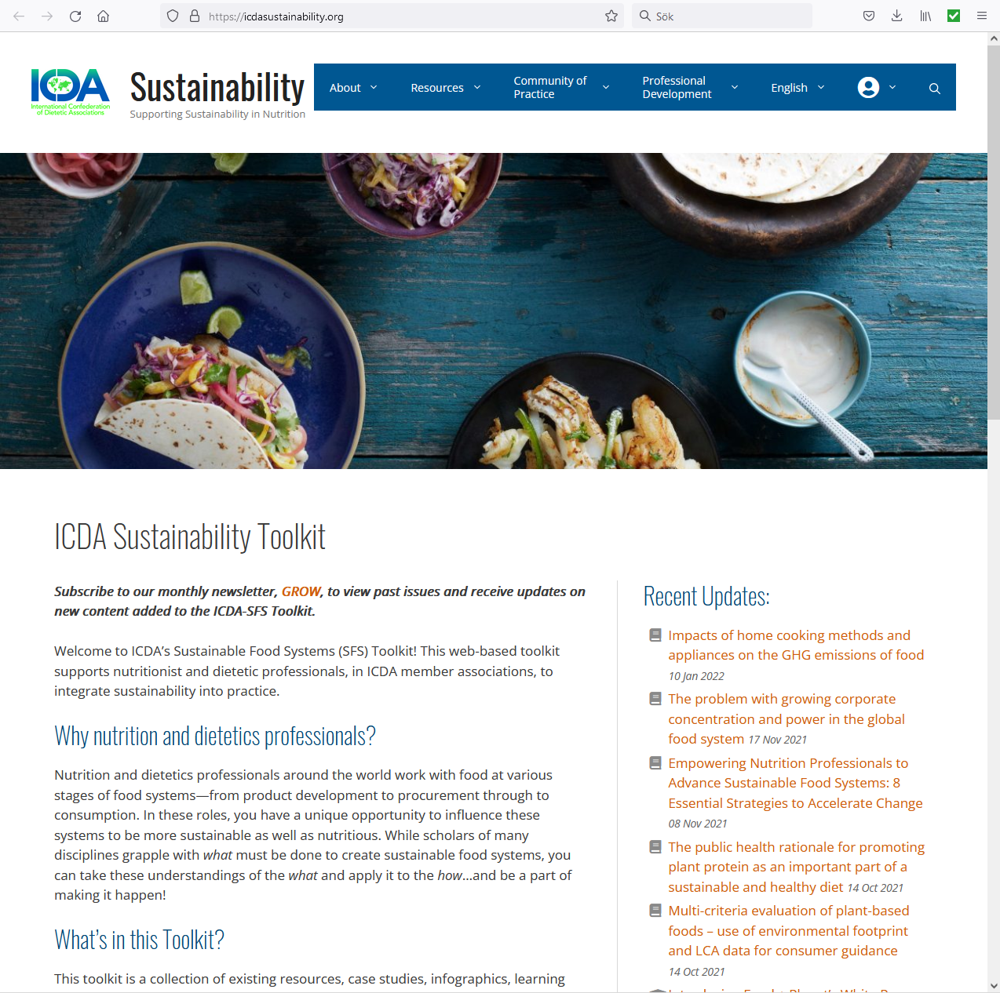 https://icdasustainability.org
Sök
ICDA
International Confederation
of Dietetic Associations
Sustainability
Supporting Sustainability in Nutrition
About
Resources
Community of
Practice
Professional
Development
English
ICDA Sustainability Toolkit
Subscribe to our monthly newsletter, GROW, to view past issues and receive updates on
new content added to the ICDA-SFS Toolkit.
Welcome to ICDA’s Sustainable Food Systems (SFS) Toolkit! This web-based toolkit
supports nutritionist and dietetic professionals, in ICDA member associations, to
integrate sustainability into practice.
Why nutrition and dietetics professionals?
Nutrition and dietetics professionals around the world work with food at various
stages of food systems—from product development to procurement through to
consumption. In these roles, you have a unique opportunity to influence these
systems to be more sustainable as well as nutritious. While scholars of many
disciplines grapple with what must be done to create sustainable food systems, you
can take these understandings of the what and apply it to the how…and be a part of
making it happen!
What’s in this Toolkit?
This toolkit is a collection of existing resources, case studies, infographics, learning
Recent Updates:
Impacts of home cooking methods and
appliances on the GHG emissions of food
10 Jan 2022
The problem with growing corporate
concentration and power in the global
food system 17 Nov 2021
Empowering Nutrition Professionals to
Advance Sustainable Food Systems: 8
Essential Strategies to Accelerate Change
08 Nov 2021
The public health rationale for promoting
plant protein as an important part of a
sustainable and healthy diet 14 Oct 2021
Multi-criteria evaluation of plant-based
foods – use of environmental footprint
and LCA data for consumer guidance
14 Oct 2021